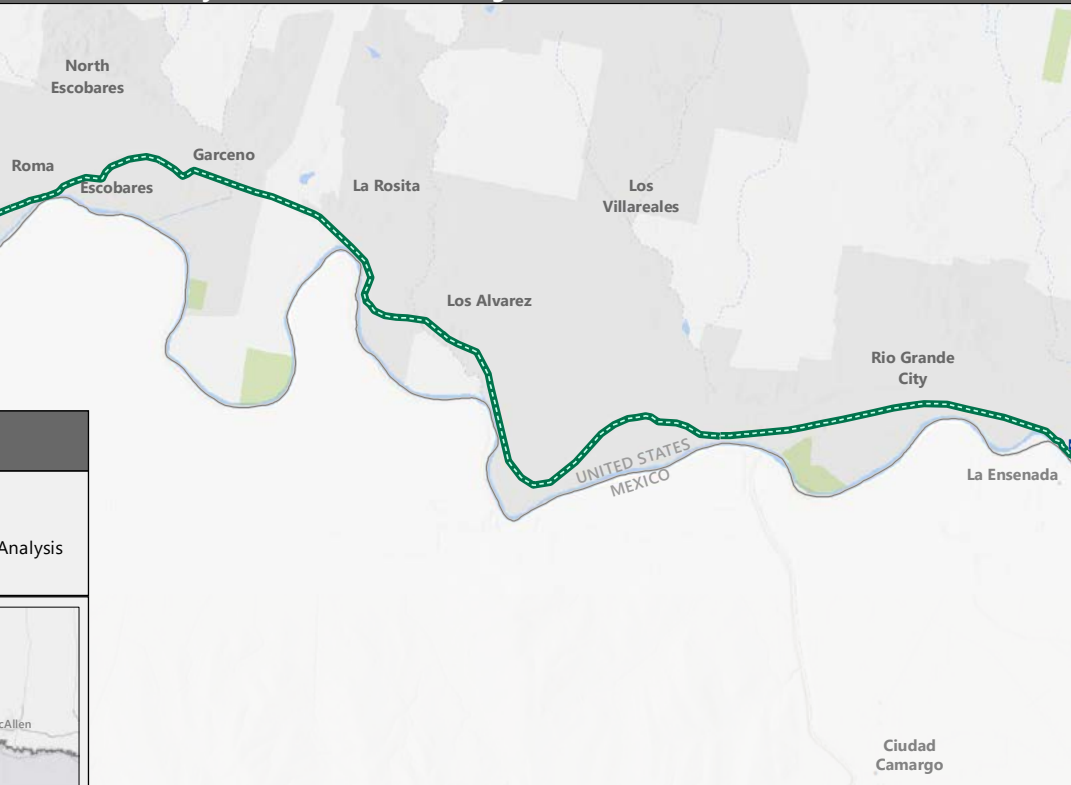 North
Escobares
Garceno
Roma
Escobares
La Rosita
Los
Villareales
Los Alvarez
Rio Grande
City
UNITED STATES
MEXICO
La Ensenada
Analysis
cAllen
Ciudad
Camargo